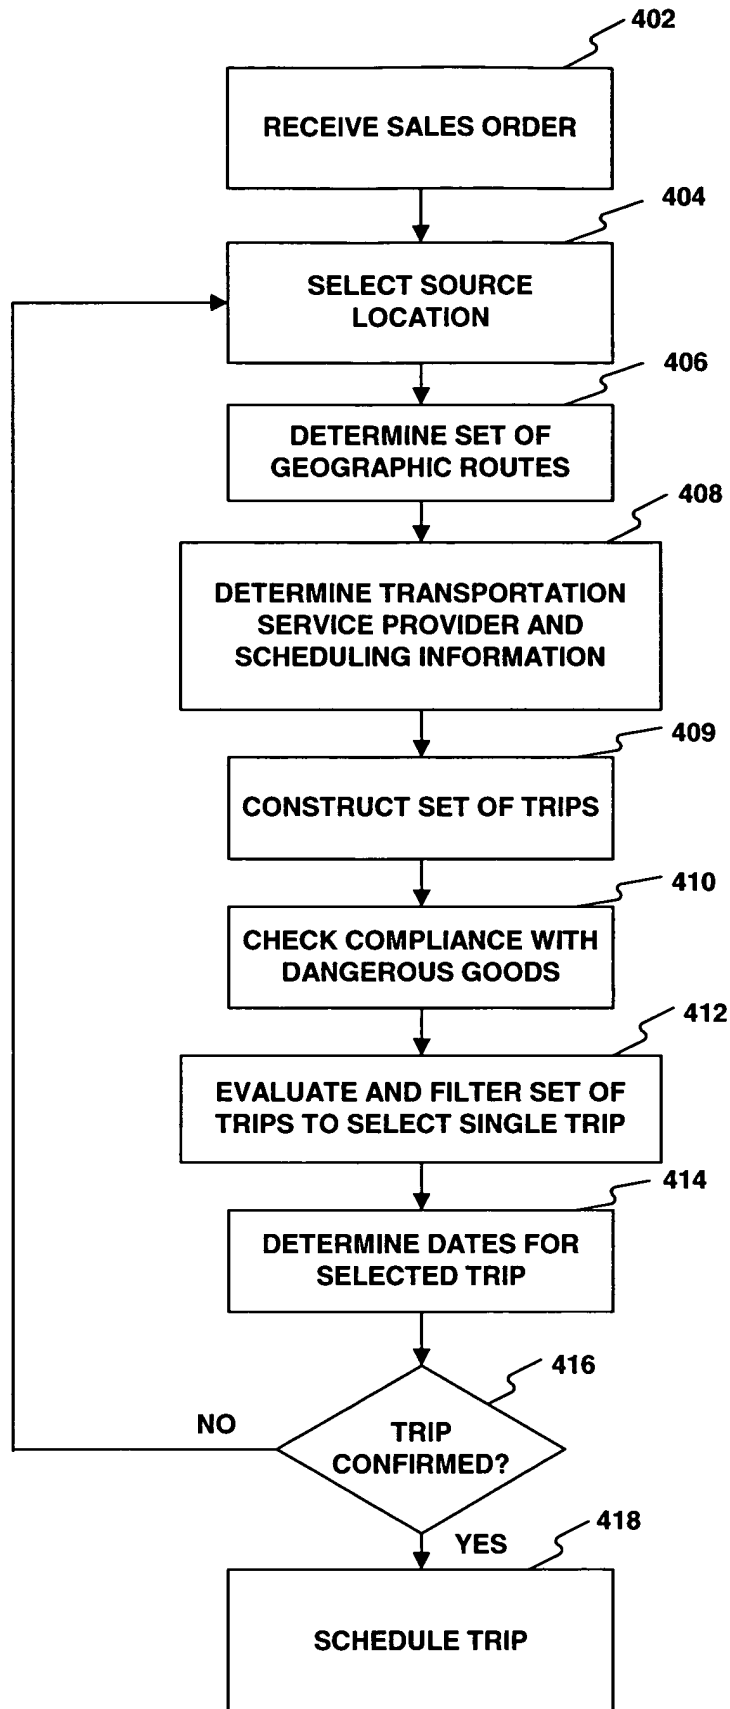 402
RECEIVE SALES ORDER
404
SELECT SOURCE
LOCATION
406
DETERMINE SET OF
GEOGRAPHIC ROUTES
408
DETERMINE TRANSPORTATION
SERVICE PROVIDER AND
SCHEDULING INFORMATION
409
CONSTRUCT SET OF TRIPS
410
CHECK COMPLIANCE WITH
DANGEROUS GOODS
412
EVALUATE AND FILTER SET OF
TRIPS TO SELECT SINGLE TRIP
414
DETERMINE DATES FOR
SELECTED TRIP
416
NO
TRIP
CONFIRMED?
YES
418
SCHEDULE TRIP